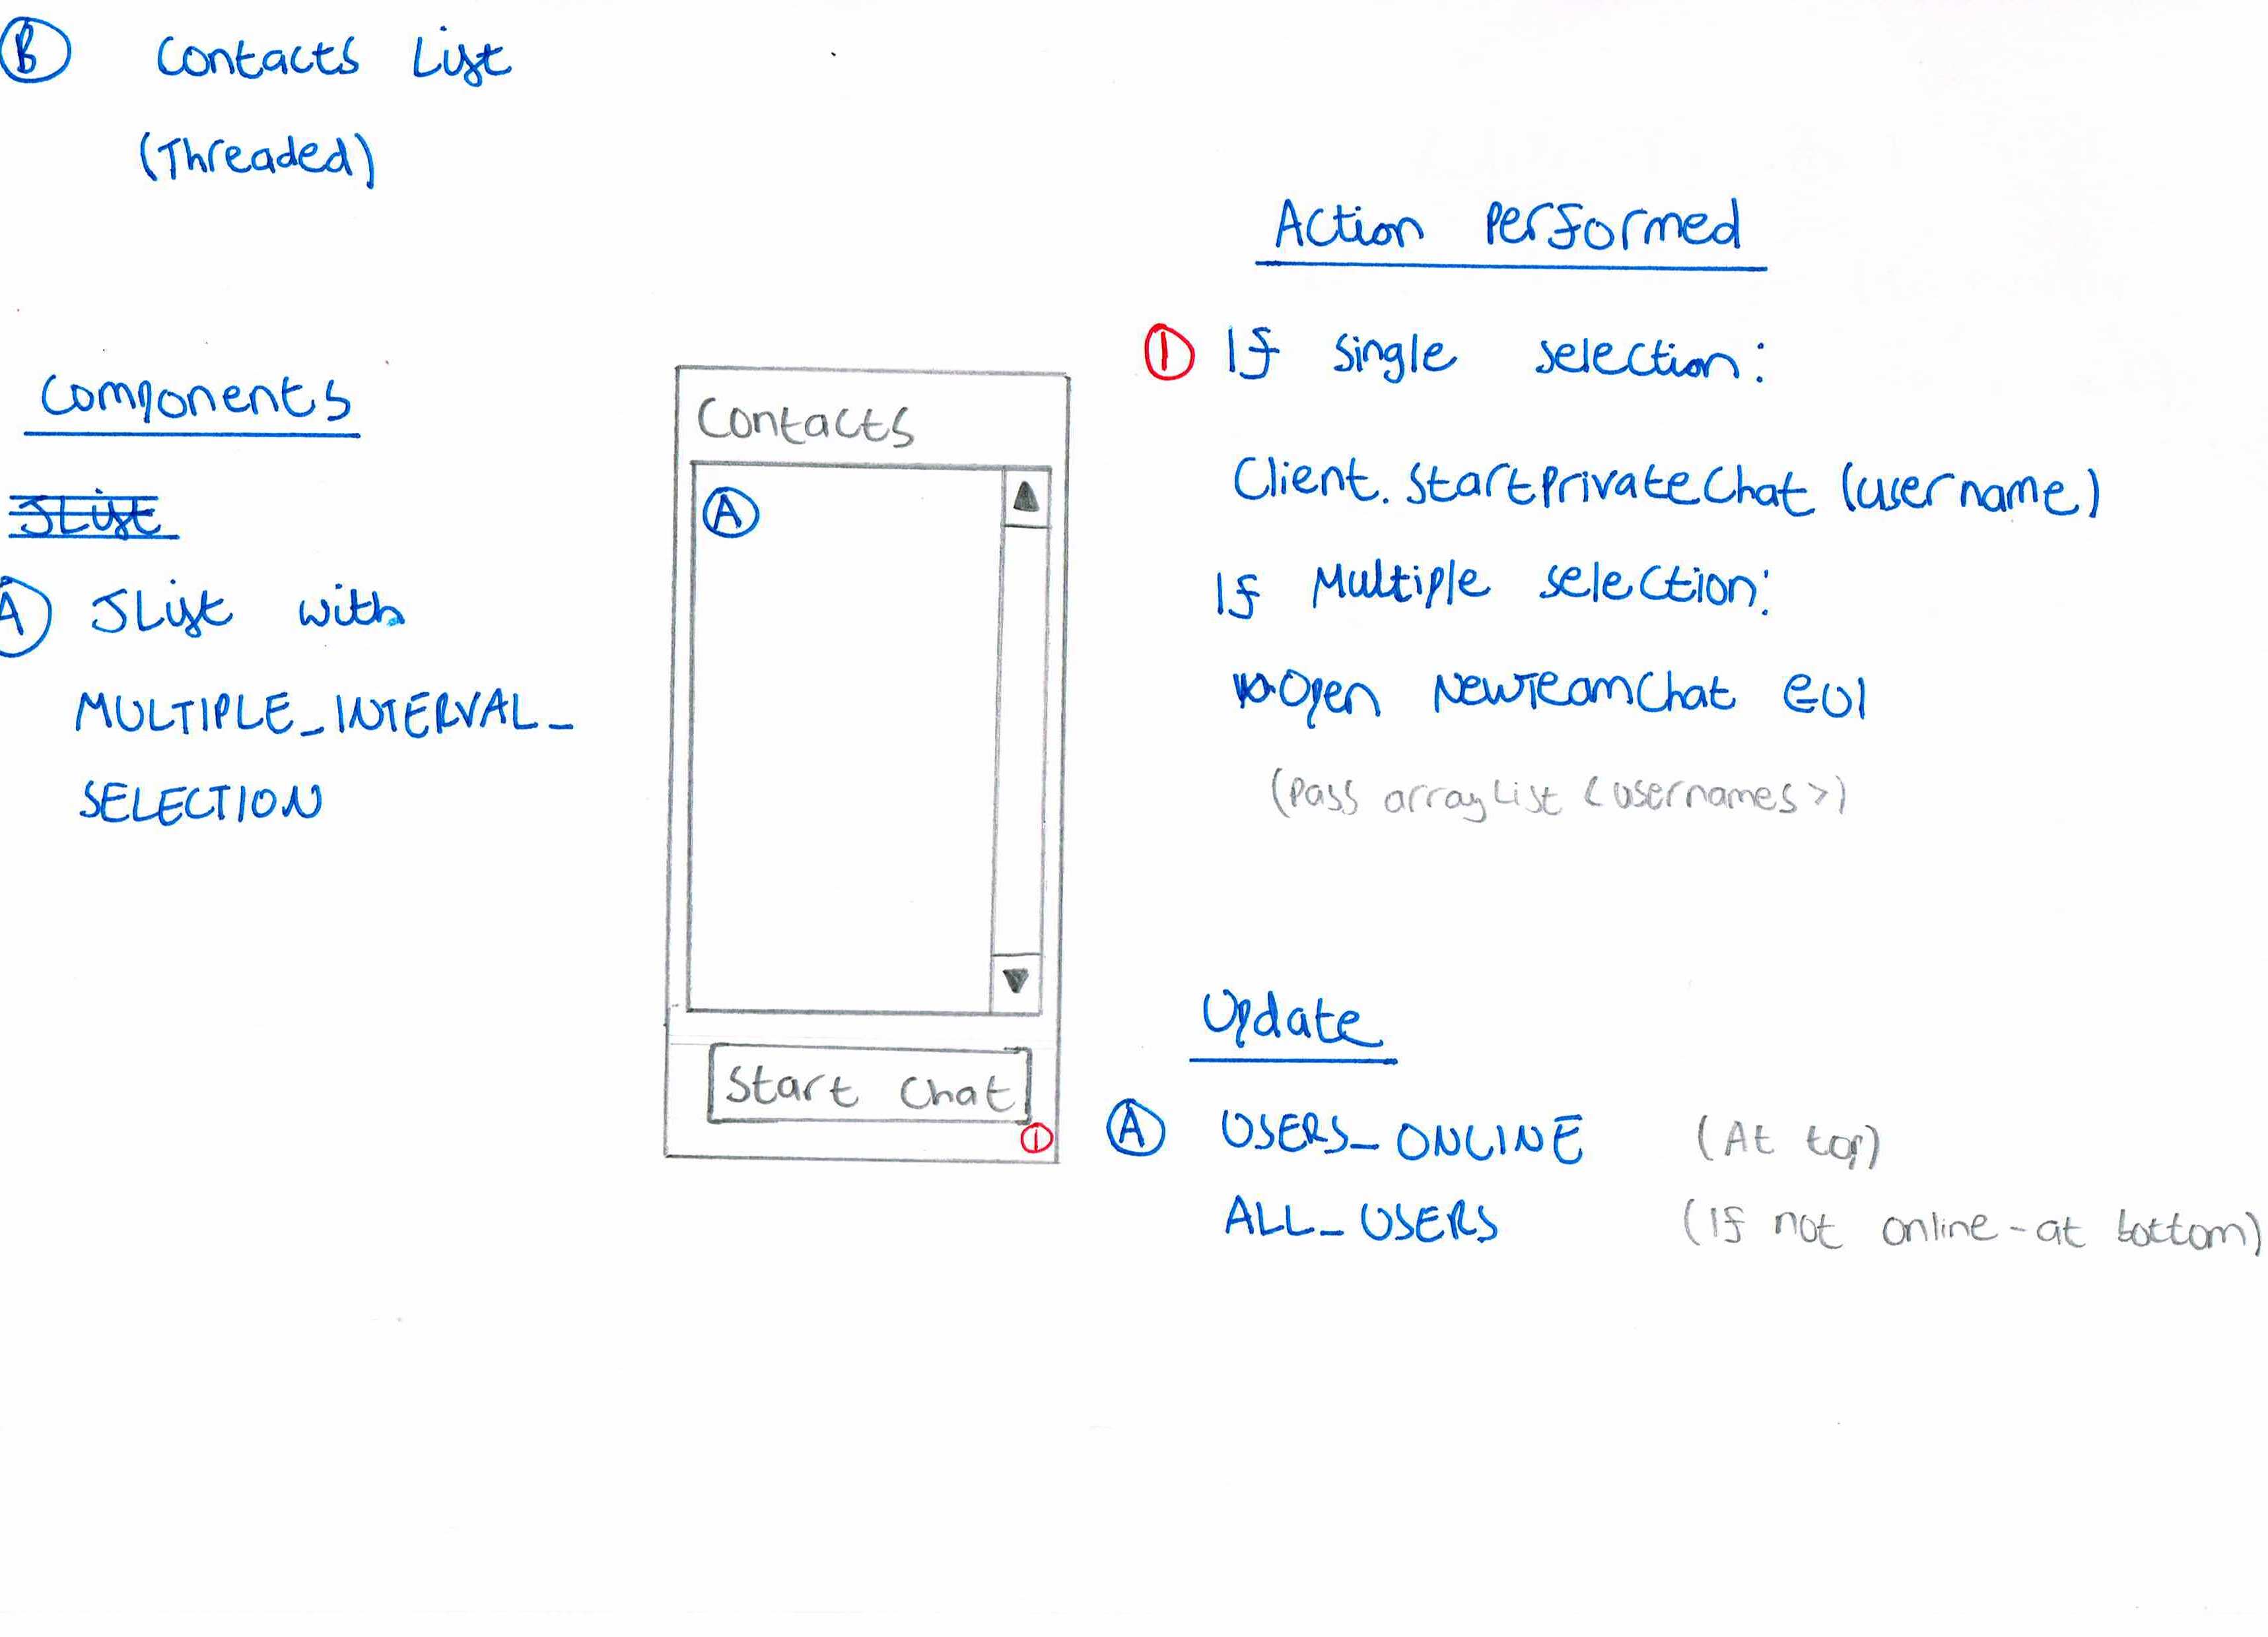 B Contacts List
(Threaded)
Components
JList
A JList with
MULTIPLE_INTERVAL_
SELECTION
Contacts
A
Start Chat
1
Action Performed
1 If single selection:
Client.StartPrivateChat (username)
If Multiple selection:
Open NewTeamChat GUI
(Pass arrayList <usernames>)
Update
A USERS_ONLINE (At top)
ALL_USERS (If not online - at bottom)